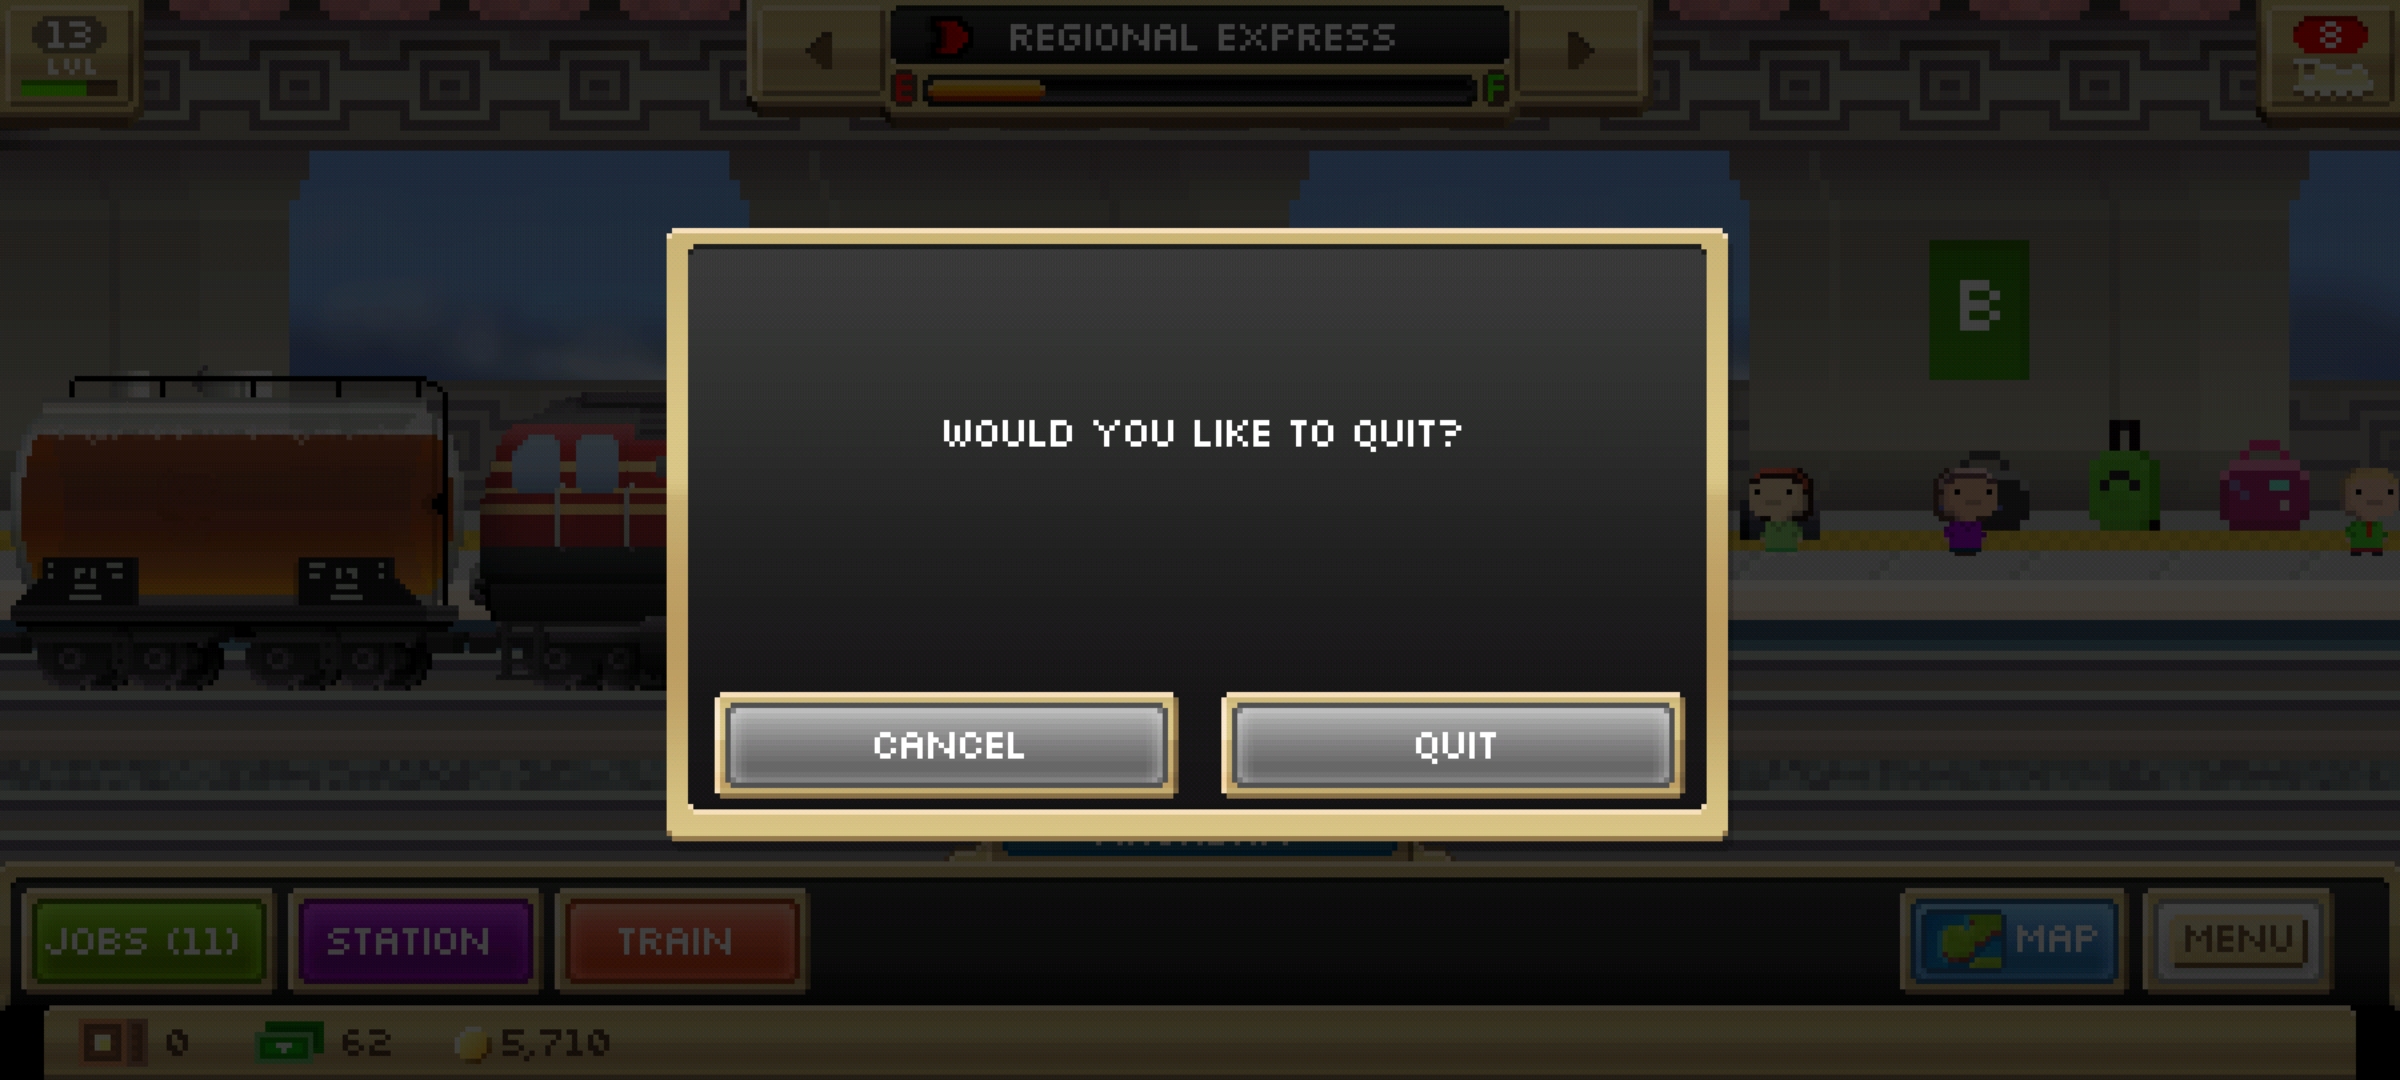 13
LVL
REGIONAL EXPRESS
8
E F
B
WOULD YOU LIKE TO QUIT?
CANCEL QUIT
JOBS (11) STATION TRAIN MAP MENU
0 62 5,710